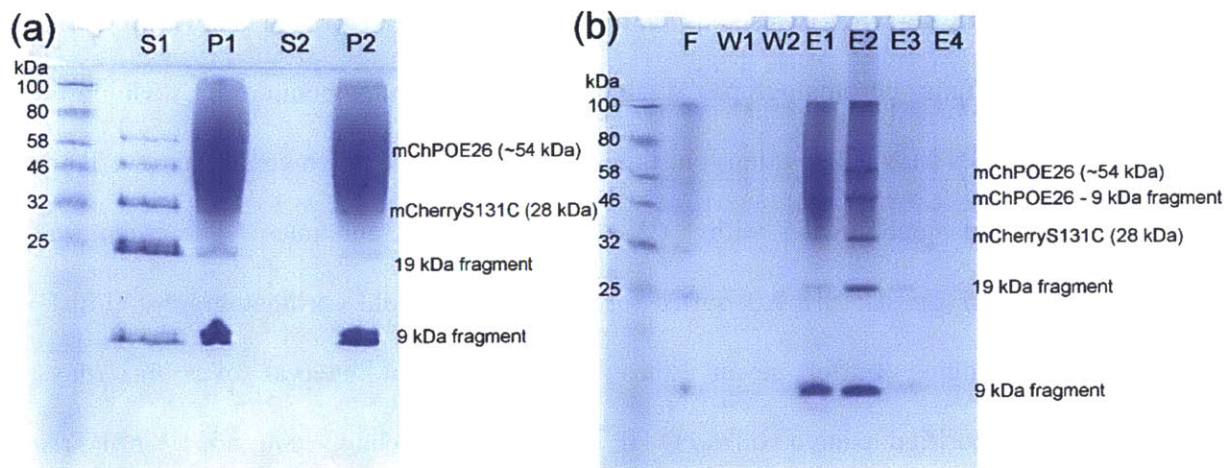 (a)
S1 P1 S2 P2
kDa
100
80
58
46
32
25
mChPOE26 (~54 kDa)
mCherryS131C (28 kDa)
19 kDa fragment
9 kDa fragment
(b)
F W1 W2 E1 E2 E3 E4
kDa
100
80
58
46
32
25
mChPOE26 (~54 kDa)
mChPOE26 - 9 kDa fragment
mCherryS131C (28 kDa)
19 kDa fragment
9 kDa fragment